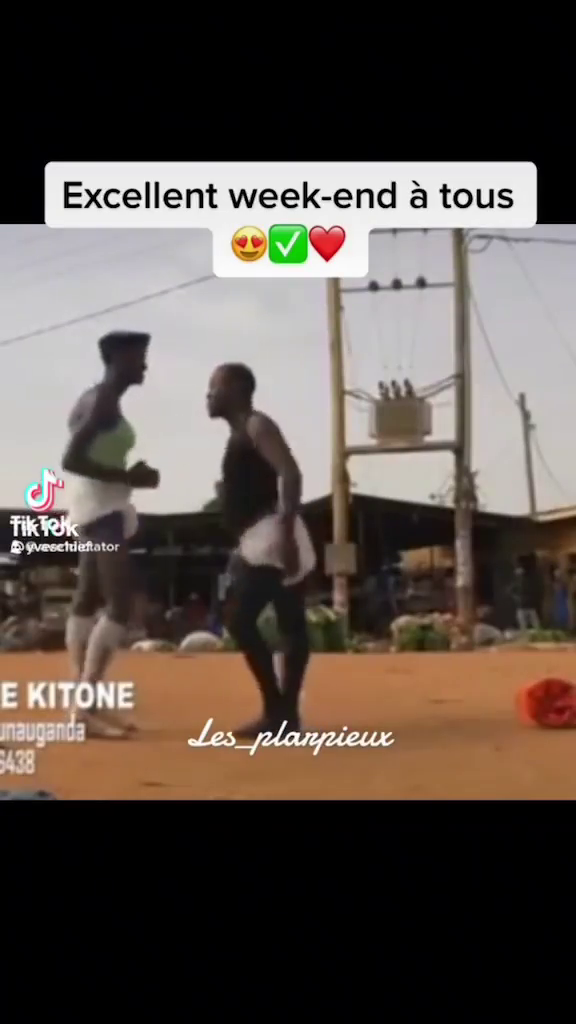 Excellent week-end à tous
😍✅❤️
TikTok
E KITONE
unauganda
6438
Les_plarpieux